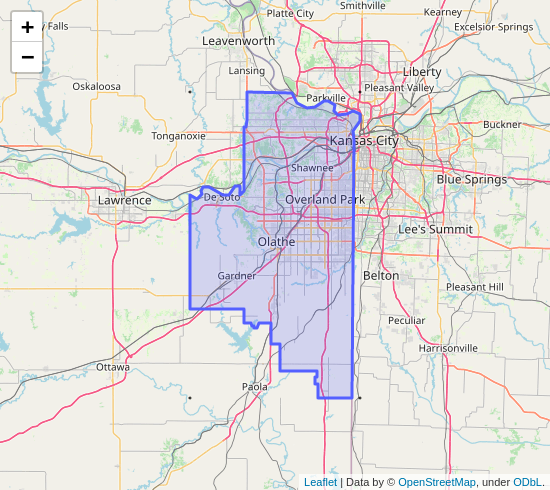 +
−
Platte City
Smithville
Kearney
Excelsior Springs
y Falls
Leavenworth
Lansing
Liberty
Oskaloosa
Parkville
Pleasant Valley
Buckner
Tonganoxie
Kansas City
Shawnee
Blue Springs
De Soto
Overland Park
Lawrence
Lee's Summit
Olathe
Gardner
Belton
Pleasant Hill
Peculiar
Harrisonville
Ottawa
Paola
Leaflet | Data by © OpenStreetMap, under ODbL.